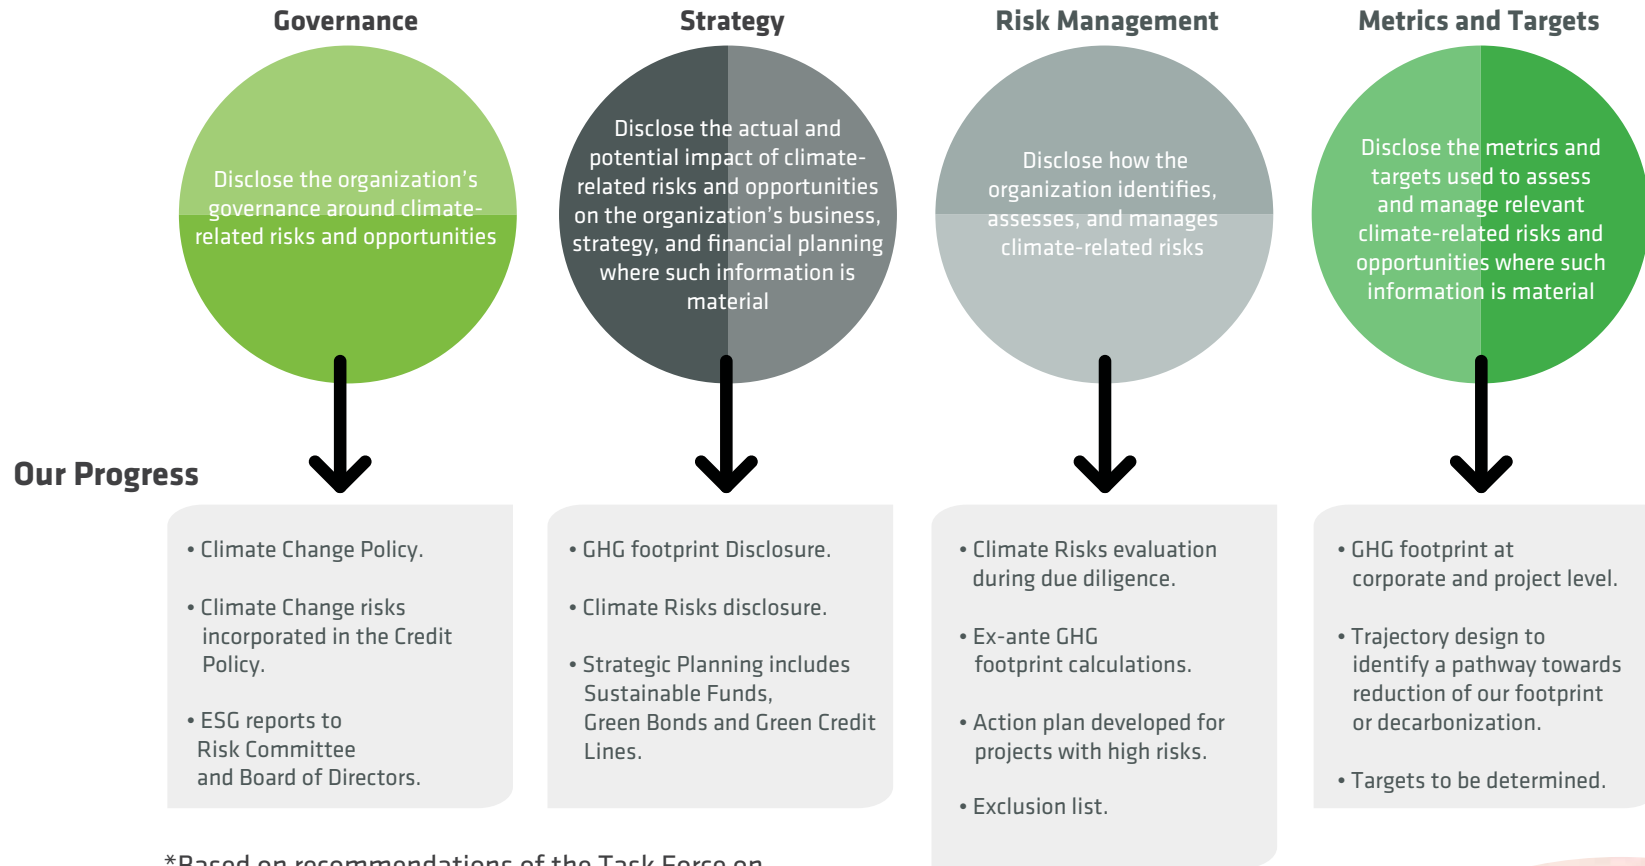 Governance
Disclose the organization's
governance around climate-
related risks and opportunities
Strategy
Disclose the actual and
potential impact of climate-
related risks and opportunities
on the organization's business,
strategy, and financial planning
where such information is
material
Risk Management
Disclose how the
organization identifies,
assesses, and manages
climate-related risks
Metrics and Targets
Disclose the metrics and
targets used to assess
and manage relevant
climate-related risks and
opportunities where such
information is material
Our Progress
• Climate Change Policy.
• Climate Change risks
incorporated in the Credit
Policy.
• ESG reports to
Risk Committee
and Board of Directors.
• GHG footprint Disclosure.
• Climate Risks disclosure.
• Strategic Planning includes
Sustainable Funds,
Green Bonds and Green Credit
Lines.
• Climate Risks evaluation
during due diligence.
• Ex-ante GHG
footprint calculations.
• Action plan developed for
projects with high risks.
• Exclusion list.
• GHG footprint at
corporate and project level.
• Trajectory design to
identify a pathway towards
reduction of our footprint
or decarbonization.
• Targets to be determined.
*Based on recommendations of the Task Force on